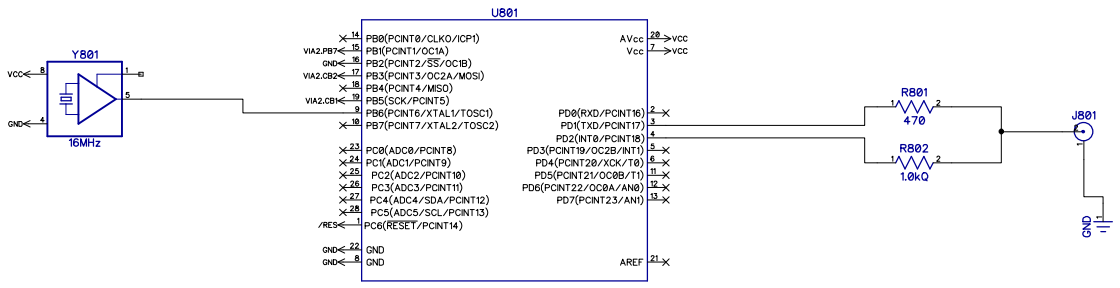 U801
Y801
VCC 8 1
5
GND 4
16MHz
14 PB0(PCINT0/CLKO/ICP1) AVcc 20 VCC
VIA2.PB7 15 PB1(PCINT1/OC1A) Vcc 7 VCC
GND 16 PB2(PCINT2/SS/OC1B)
VIA2.CB2 17 PB3(PCINT3/OC2A/MOSI)
18 PB4(PCINT4/MISO)
VIA2.CB1 19 PB5(SCK/PCINT5)
9 PB6(PCINT6/XTAL1/TOSC1) PD0(RXD/PCINT16) 2
10 PB7(PCINT7/XTAL2/TOSC2) PD1(TXD/PCINT17) 3
PD2(INT0/PCINT18) 4
23 PC0(ADC0/PCINT8) PD3(PCINT19/OC2B/INT1) 5
24 PC1(ADC1/PCINT9) PD4(PCINT20/XCK/T0) 6
25 PC2(ADC2/PCINT10) PD5(PCINT21/OC0B/T1) 11
26 PC3(ADC3/PCINT11) PD6(PCINT22/OC0A/AN0) 12
27 PC4(ADC4/SDA/PCINT12) PD7(PCINT23/AN1) 13
28 PC5(ADC5/SCL/PCINT13)
/RES 1 PC6(RESET/PCINT14)
GND 22 GND
GND 8 GND AREF 21
R801
1 2
470
R802
1 2
1.0kΩ
J801
2
1
GND 1